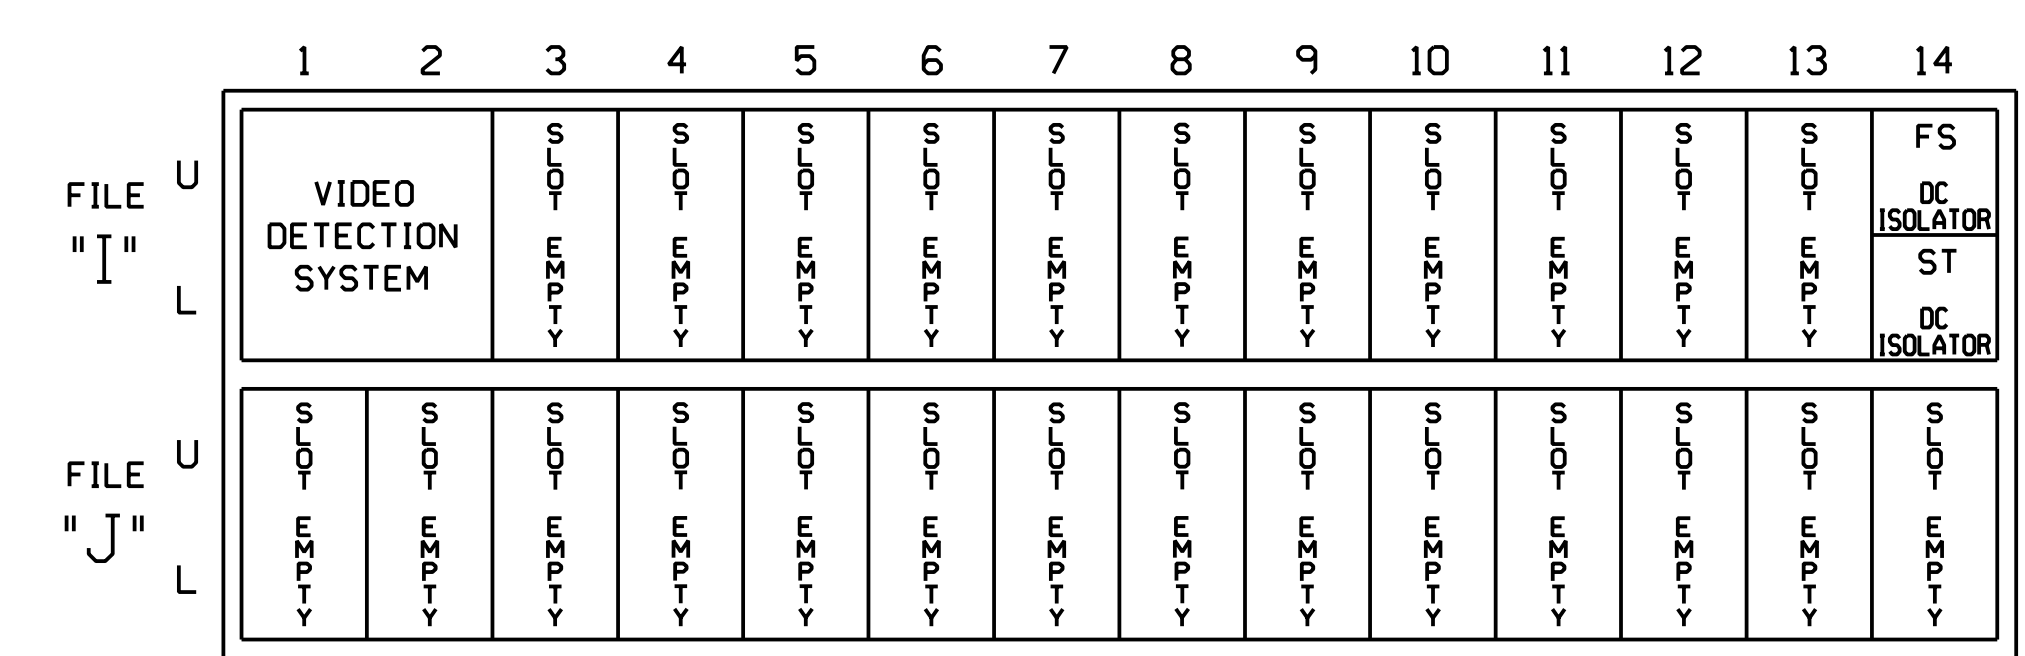 1 2 3 4 5 6 7 8 9 10 11 12 13 14
FILE
"I"
U
L
VIDEO
DETECTION
SYSTEM
SLOT EMPTY
SLOT EMPTY
SLOT EMPTY
SLOT EMPTY
SLOT EMPTY
SLOT EMPTY
SLOT EMPTY
SLOT EMPTY
SLOT EMPTY
SLOT EMPTY
SLOT EMPTY
FS
DC
ISOLATOR
ST
DC
ISOLATOR
FILE
"J"
U
L
SLOT EMPTY
SLOT EMPTY
SLOT EMPTY
SLOT EMPTY
SLOT EMPTY
SLOT EMPTY
SLOT EMPTY
SLOT EMPTY
SLOT EMPTY
SLOT EMPTY
SLOT EMPTY
SLOT EMPTY
SLOT EMPTY
SLOT EMPTY